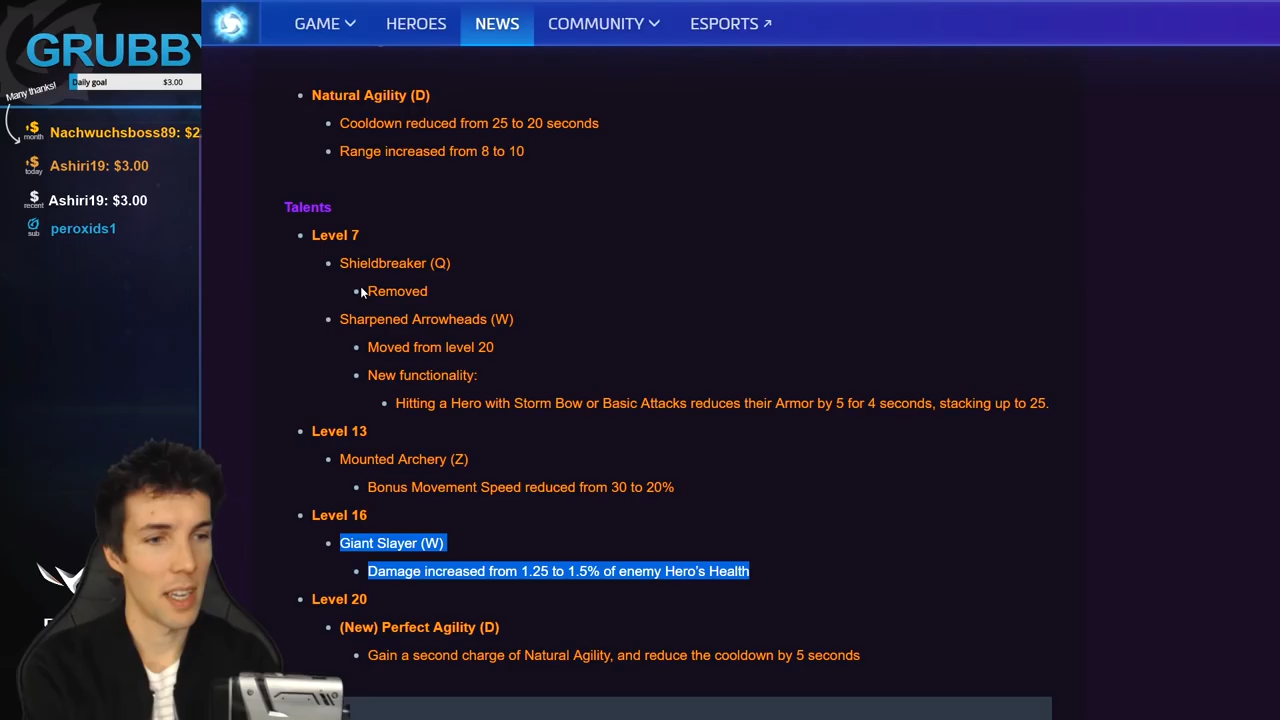 GAME HEROES NEWS COMMUNITY ESPORTS
GRUBBY
Many thanks!
Daily goal $3.00
month Nachwuchsboss89: $2
today Ashiri19: $3.00
recent Ashiri19: $3.00
sub peroxids1
Natural Agility (D)
Cooldown reduced from 25 to 20 seconds
Range increased from 8 to 10
Talents
Level 7
Shieldbreaker (Q)
Removed
Sharpened Arrowheads (W)
Moved from level 20
New functionality:
Hitting a Hero with Storm Bow or Basic Attacks reduces their Armor by 5 for 4 seconds, stacking up to 25.
Level 13
Mounted Archery (Z)
Bonus Movement Speed reduced from 30 to 20%
Level 16
Giant Slayer (W)
Damage increased from 1.25 to 1.5% of enemy Hero’s Health
Level 20
(New) Perfect Agility (D)
Gain a second charge of Natural Agility, and reduce the cooldown by 5 seconds